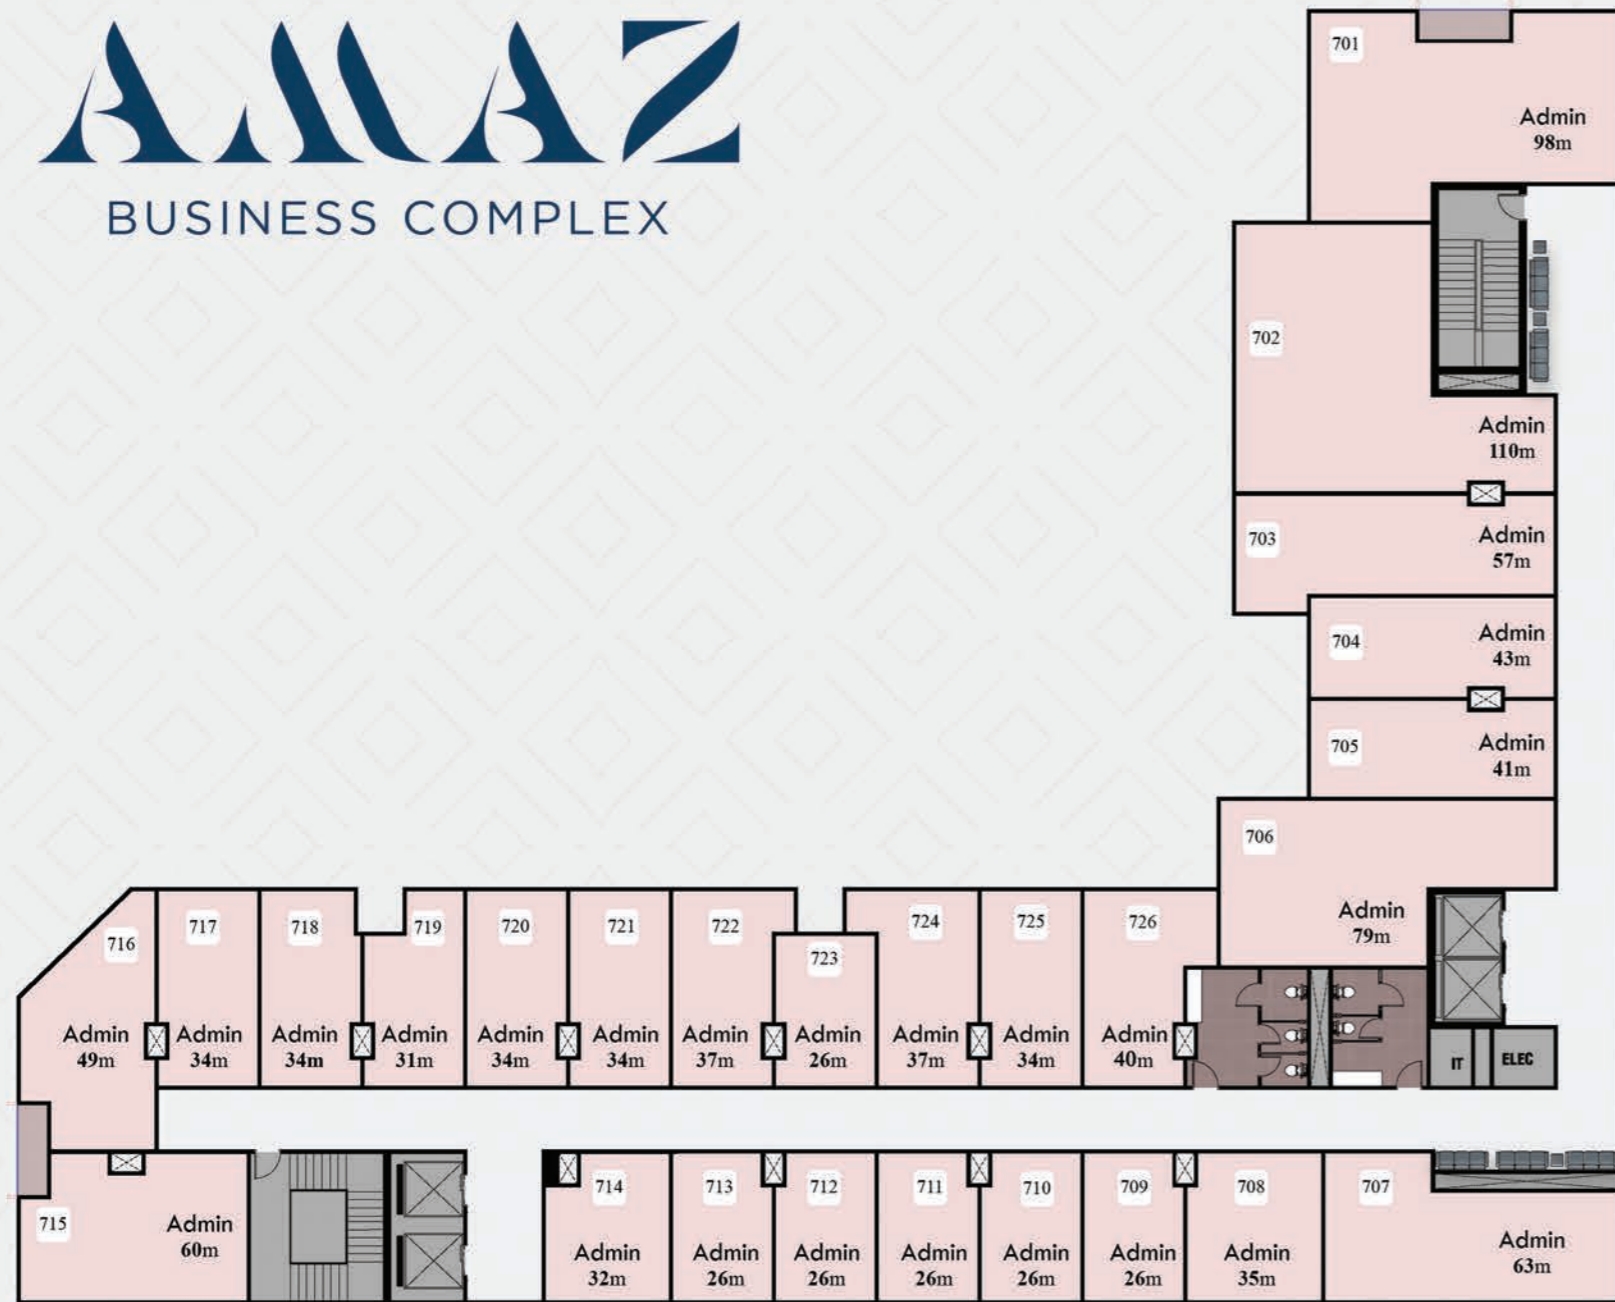 AMAZ
BUSINESS COMPLEX
701
Admin
98m
702
Admin
110m
703
Admin
57m
704
Admin
43m
705
Admin
41m
706
Admin
79m
716
Admin
49m
717
Admin
34m
718
Admin
34m
719
Admin
31m
720
Admin
34m
721
Admin
34m
722
Admin
37m
723
Admin
26m
724
Admin
37m
725
Admin
34m
726
Admin
40m
IT
ELEC
715
Admin
60m
714
Admin
32m
713
Admin
26m
712
Admin
26m
711
Admin
26m
710
Admin
26m
709
Admin
26m
708
Admin
35m
707
Admin
63m